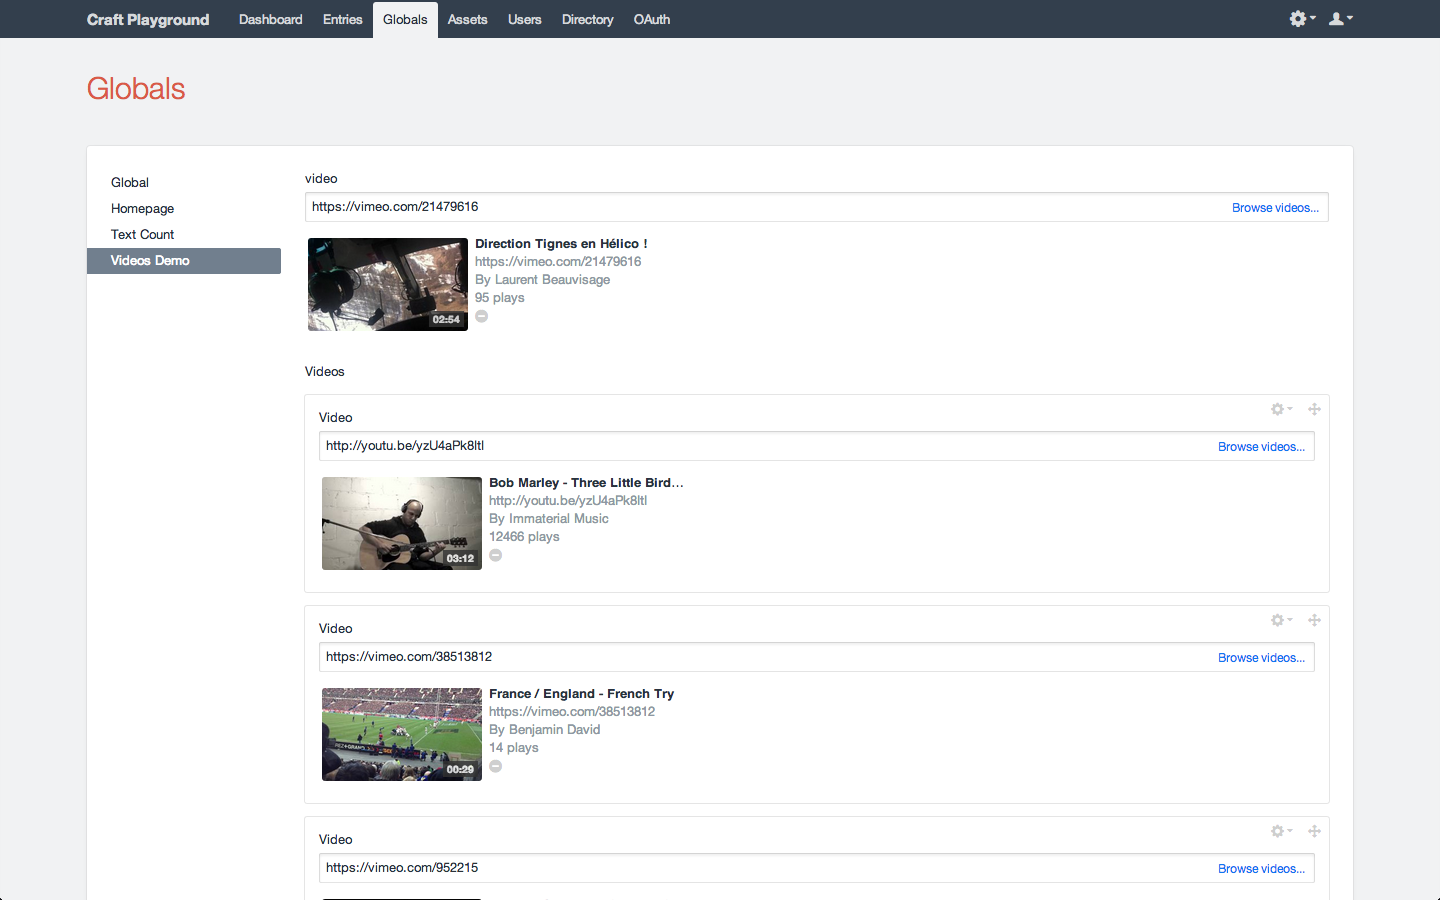 Craft Playground Dashboard Entries Globals Assets Users Directory OAuth
Globals
Global
Homepage
Text Count
Videos Demo
video
https://vimeo.com/21479616 Browse videos...
02:54
Direction Tignes en Hélico !
https://vimeo.com/21479616
By Laurent Beauvisage
95 plays
Videos
Video
http://youtu.be/yzU4aPk8ltI Browse videos...
03:12
Bob Marley - Three Little Bird...
http://youtu.be/yzU4aPk8ltI
By Immaterial Music
12466 plays
Video
https://vimeo.com/38513812 Browse videos...
00:29
France / England - French Try
https://vimeo.com/38513812
By Benjamin David
14 plays
Video
https://vimeo.com/952215 Browse videos...